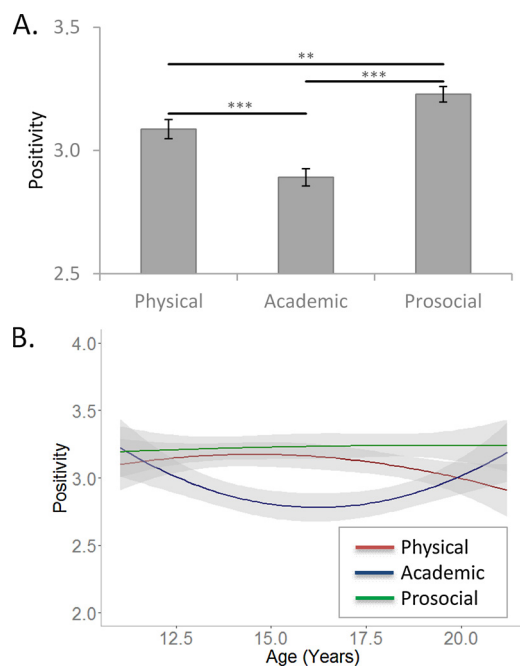 A.
3.5
**
***
***
3.0
Positivity
2.5
Physical Academic Prosocial
B.
4.0
3.5
3.0
Positivity
2.5
2.0
Physical
Academic
Prosocial
12.5 15.0 17.5 20.0
Age (Years)